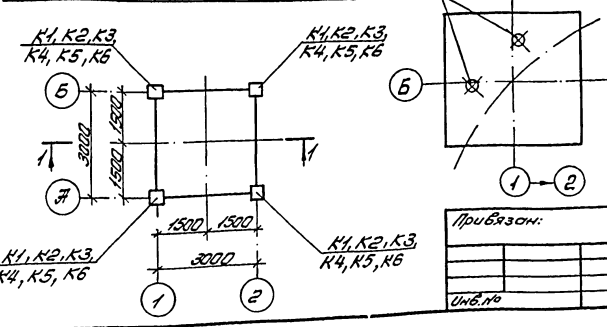 К1, К2, К3,
К4, К5, К6
К1, К2, К3,
К4, К5, К6
Б
Б
1500
3000
1500
1
1
А
1
2
1500
1500
3000
К1, К2, К3,
К4, К5, К6
К1, К2, К3,
К4, К5, К6
1
2
Привязан:
Инв.№